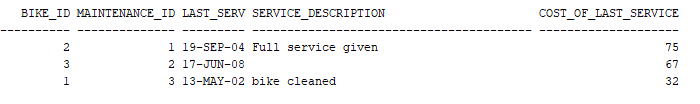 BIKE_ID MAINTENANCE_ID LAST_SERV SERVICE_DESCRIPTION COST_OF_LAST_SERVICE
---------- -------------- --------- ---------------------------------------- --------------------
2 1 19-SEP-04 Full service given 75
3 2 17-JUN-08 67
1 3 13-MAY-02 bike cleaned 32